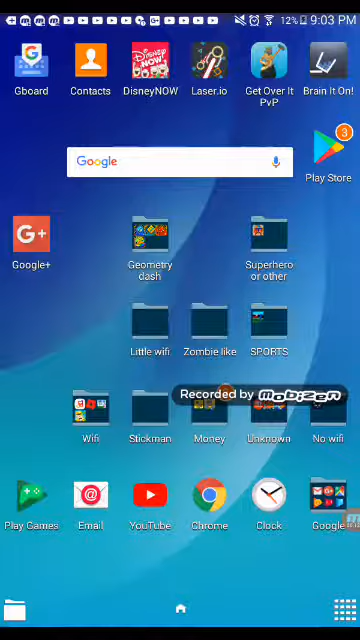 12% 9:03 PM
Gboard
Contacts
DisneyNOW
Laser.io
Get Over It PvP
Brain It On!
Disney NOW
3
Google
Play Store
G+
Google+
Geometry dash
Superhero or other
Little wifi
Zombie like
SPORTS
Recorded by mobizen
Wifi
Stickman
Money
Unknown
No wifi
Play Games
Email
YouTube
Chrome
Clock
Google